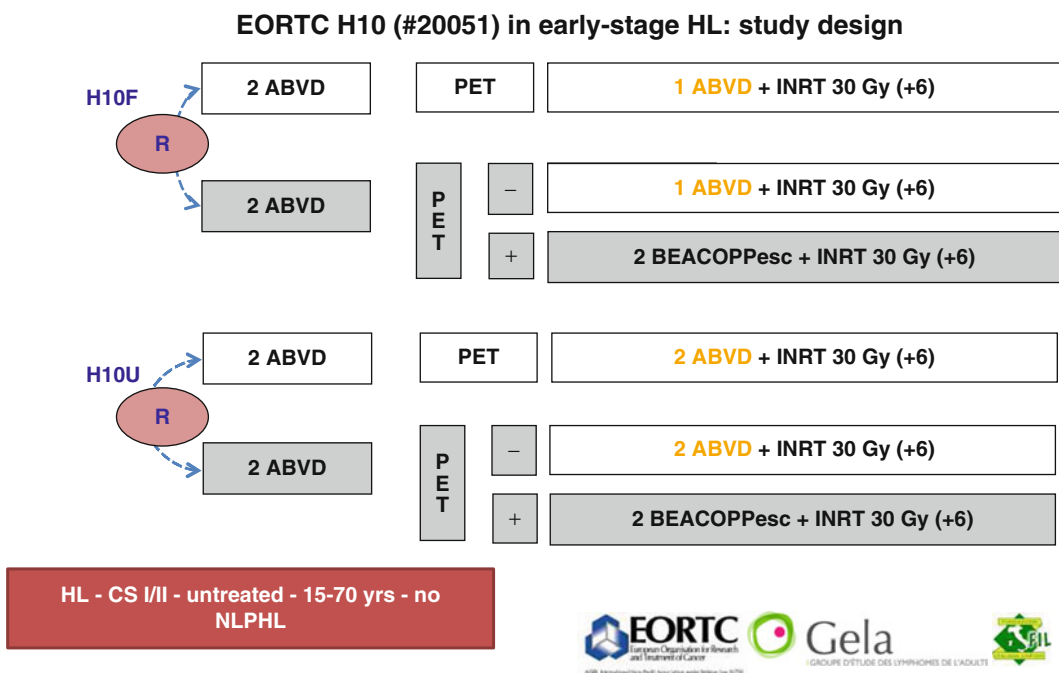 EORTC H10 (#20051) in early-stage HL: study design
H10F
R
2 ABVD
PET
1 ABVD + INRT 30 Gy (+6)
2 ABVD
PET
−
1 ABVD + INRT 30 Gy (+6)
+
2 BEACOPPesc + INRT 30 Gy (+6)
H10U
R
2 ABVD
PET
2 ABVD + INRT 30 Gy (+6)
2 ABVD
PET
−
2 ABVD + INRT 30 Gy (+6)
+
2 BEACOPPesc + INRT 30 Gy (+6)
HL - CS I/II - untreated - 15-70 yrs - no
NLPHL
EORTC
European Organisation for Research
and Treatment of Cancer
Gela
GROUPE D'ÉTUDE DES LYMPHOMES DE L'ADULTE
FIL